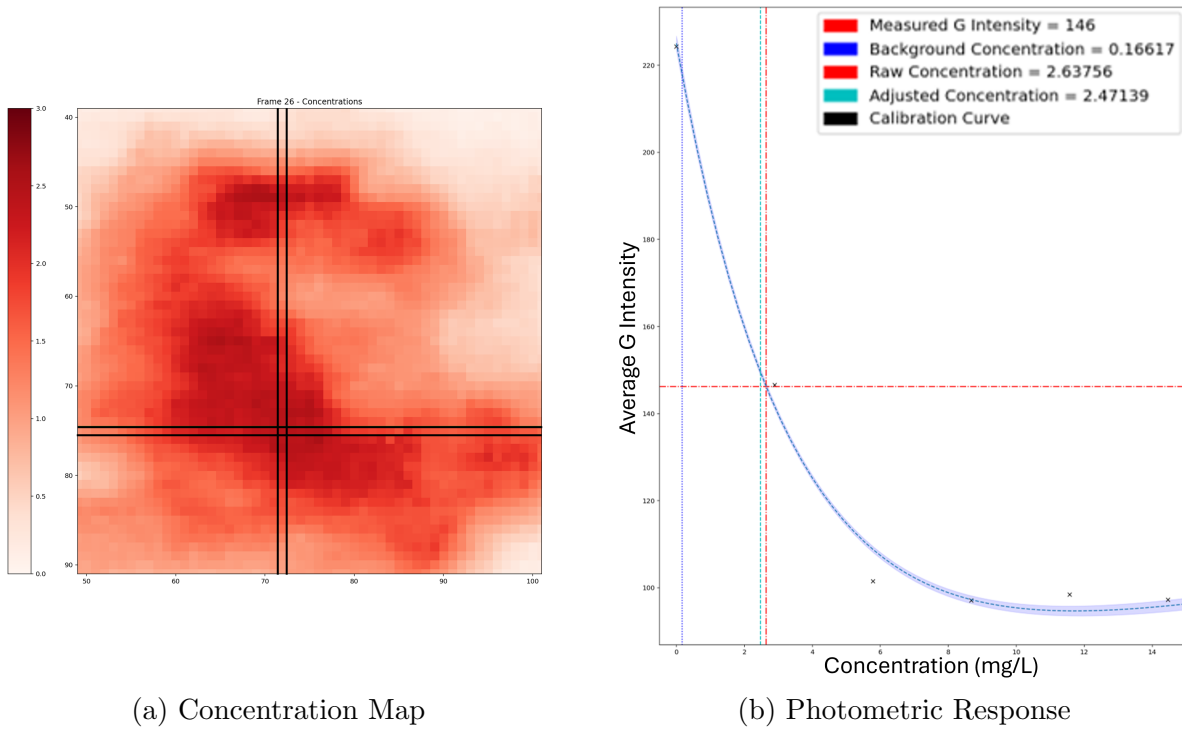 Frame 26 - Concentrations
3.0
2.5
2.0
1.5
1.0
0.5
0.0
40
50
60
70
80
90
50 60 70 80 90 100
Measured G Intensity = 146
Background Concentration = 0.16617
Raw Concentration = 2.63756
Adjusted Concentration = 2.47139
Calibration Curve
Average G Intensity
220
200
180
160
140
120
100
0 2 4 6 8 10 12 14
Concentration (mg/L)
(a) Concentration Map
(b) Photometric Response